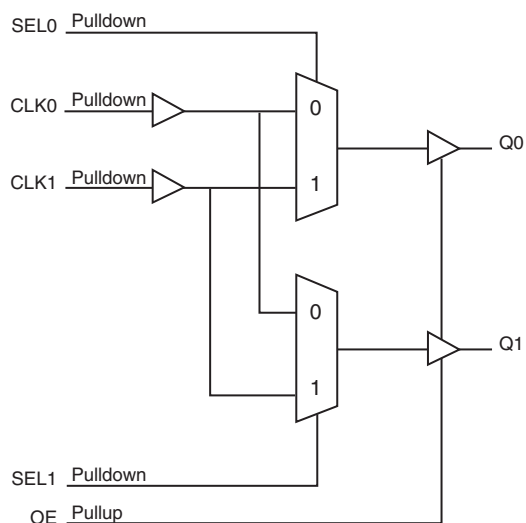 SEL0 Pulldown
CLK0 Pulldown
0
Q0
CLK1 Pulldown
1
0
Q1
1
SEL1 Pulldown
OE Pullup